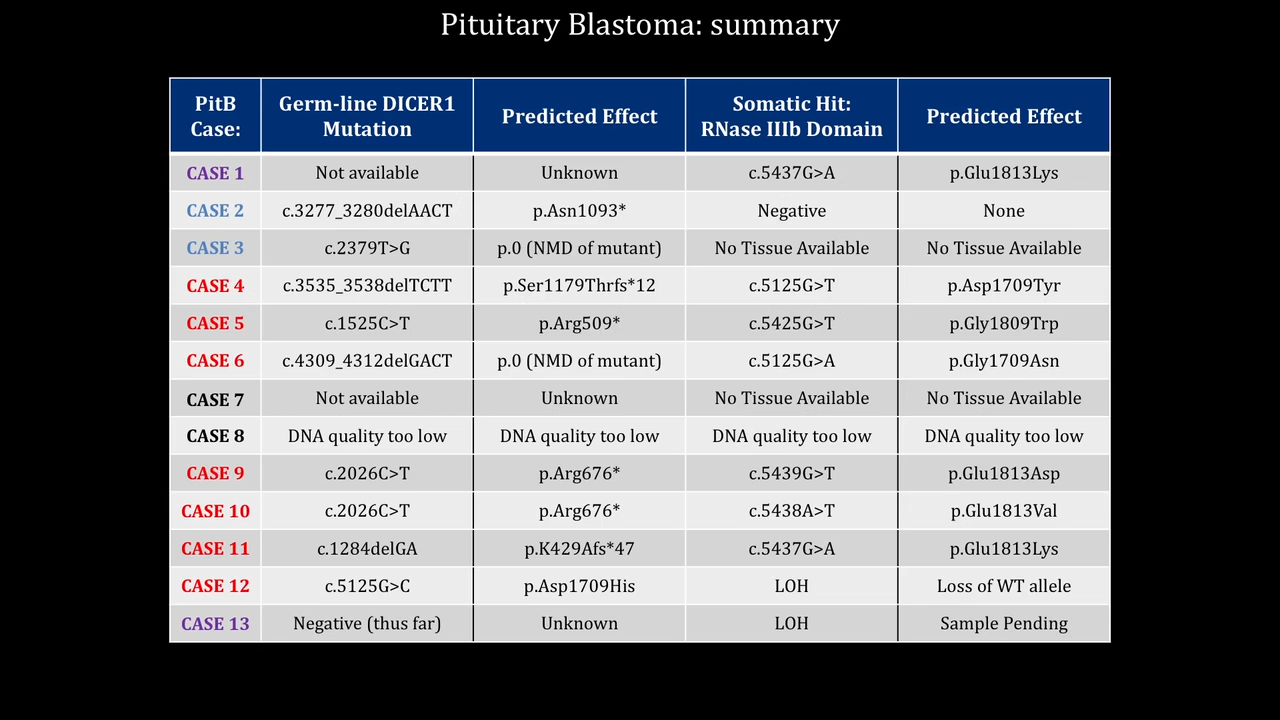 Pituitary Blastoma: summary
PitB Case: Germ-line DICER1 Mutation Predicted Effect Somatic Hit: RNase IIIb Domain Predicted Effect
CASE 1 Not available Unknown c.5437G>A p.Glu1813Lys
CASE 2 c.3277_3280delAACT p.Asn1093* Negative None
CASE 3 c.2379T>G p.0 (NMD of mutant) No Tissue Available No Tissue Available
CASE 4 c.3535_3538delTCTT p.Ser1179Thrfs*12 c.5125G>T p.Asp1709Tyr
CASE 5 c.1525C>T p.Arg509* c.5425G>T p.Gly1809Trp
CASE 6 c.4309_4312delGACT p.0 (NMD of mutant) c.5125G>A p.Gly1709Asn
CASE 7 Not available Unknown No Tissue Available No Tissue Available
CASE 8 DNA quality too low DNA quality too low DNA quality too low DNA quality too low
CASE 9 c.2026C>T p.Arg676* c.5439G>T p.Glu1813Asp
CASE 10 c.2026C>T p.Arg676* c.5438A>T p.Glu1813Val
CASE 11 c.1284delGA p.K429Afs*47 c.5437G>A p.Glu1813Lys
CASE 12 c.5125G>C p.Asp1709His LOH Loss of WT allele
CASE 13 Negative (thus far) Unknown LOH Sample Pending